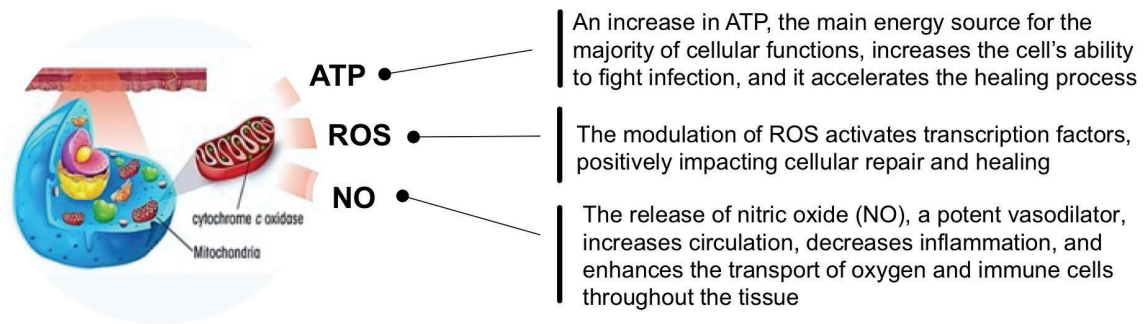 An increase in ATP, the main energy source for the
majority of cellular functions, increases the cell's ability
to fight infection, and it accelerates the healing process
ATP
ROS
The modulation of ROS activates transcription factors,
positively impacting cellular repair and healing
NO
The release of nitric oxide (NO), a potent vasodilator,
increases circulation, decreases inflammation, and
enhances the transport of oxygen and immune cells
throughout the tissue
cytochrome c oxidase
Mitochondria